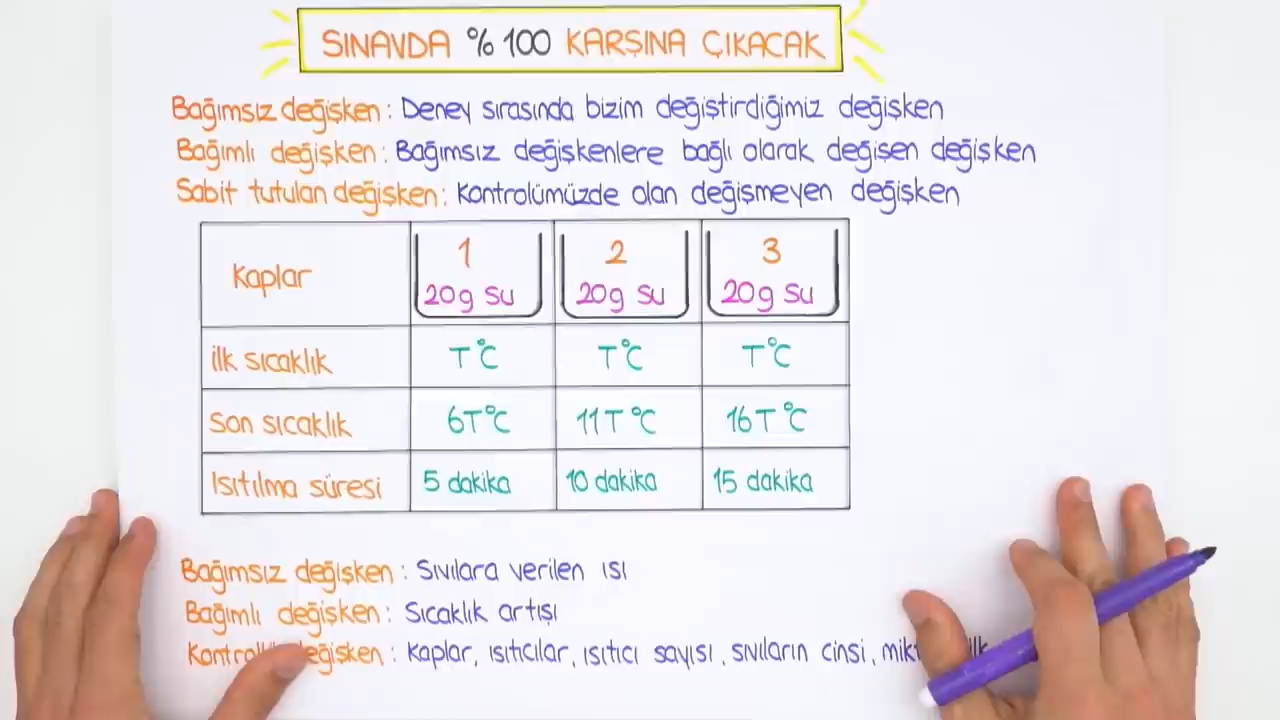 SINAVDA %100 KARŞINA ÇIKACAK
Bağımsız değişken: Deney sırasında bizim değiştirdiğimiz değişken
Bağımlı değişken: Bağımsız değişkenlere bağlı olarak değişen değişken
Sabit tutulan değişken: Kontrolümüzde olan değişmeyen değişken
Kaplar 1 20g su 2 20g su 3 20g su
İlk sıcaklık T°C T°C T°C
Son sıcaklık 6T°C 11T°C 16T°C
Isıtılma süresi 5 dakika 10 dakika 15 dakika
Bağımsız değişken: Sıvılara verilen ısı
Bağımlı değişken: Sıcaklık artışı
değişken: Kaplar, ısıtıcılar, ısıtıcı sayısı, sıvıların cinsi,